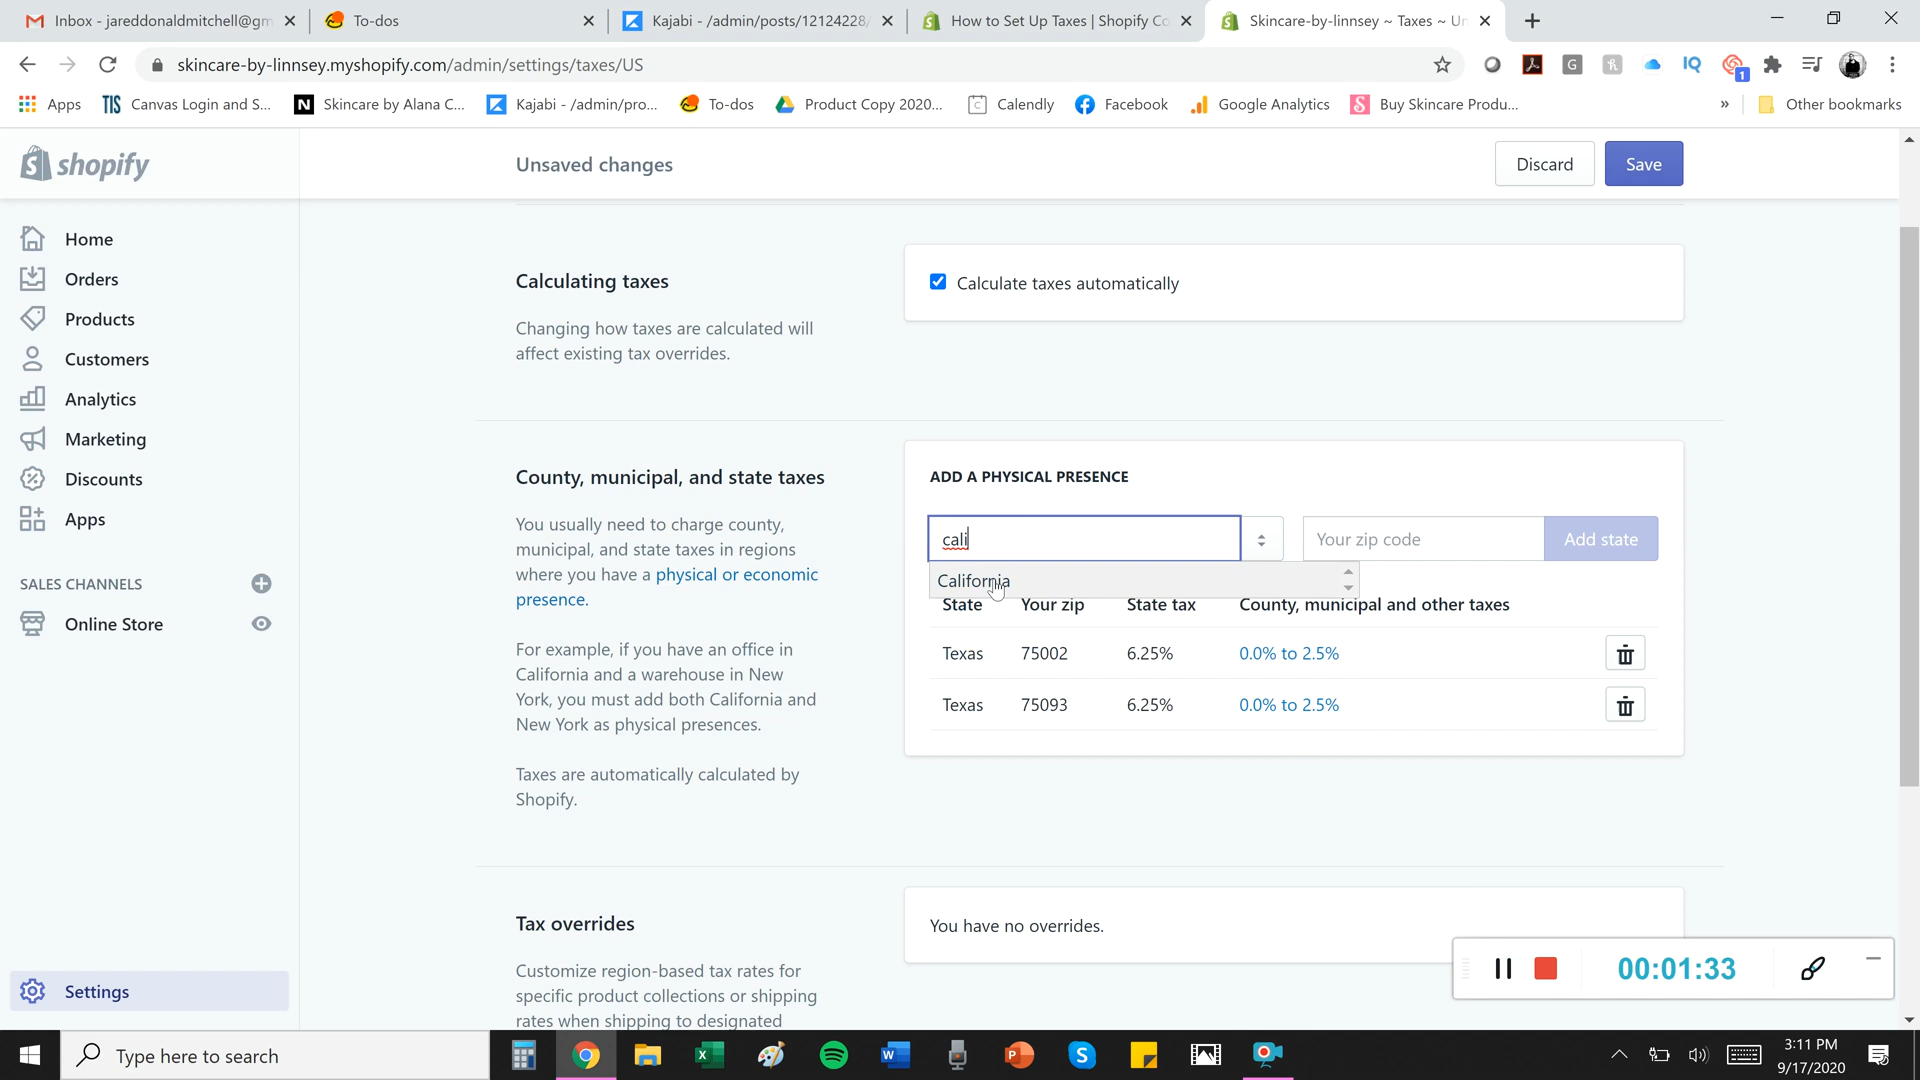 Inbox - jareddonaldmitchell@gm
To-dos
Kajabi - /admin/posts/12124228/
How to Set Up Taxes | Shopify Co
Skincare-by-linnsey ~ Taxes ~ Un
skincare-by-linnsey.myshopify.com/admin/settings/taxes/US
1
Apps
Canvas Login and S...
Skincare by Alana C...
Kajabi - /admin/pro...
To-dos
Product Copy 2020...
Calendly
Facebook
Google Analytics
Buy Skincare Produ...
»
Other bookmarks
shopify
Unsaved changes
Discard
Save
Home
Orders
Products
Customers
Analytics
Marketing
Discounts
Apps
SALES CHANNELS
Online Store
Settings
Calculating taxes
Changing how taxes are calculated will
affect existing tax overrides.
Calculate taxes automatically
County, municipal, and state taxes
You usually need to charge county,
municipal, and state taxes in regions
where you have a physical or economic
presence.
For example, if you have an office in
California and a warehouse in New
York, you must add both California and
New York as physical presences.
Taxes are automatically calculated by
Shopify.
ADD A PHYSICAL PRESENCE
cali
Your zip code
Add state
California
State Your zip State tax County, municipal and other taxes
Texas 75002 6.25% 0.0% to 2.5%
Texas 75093 6.25% 0.0% to 2.5%
Tax overrides
Customize region-based tax rates for
specific product collections or shipping
rates when shipping to designated
You have no overrides.
00:01:33
Type here to search
3:11 PM
9/17/2020